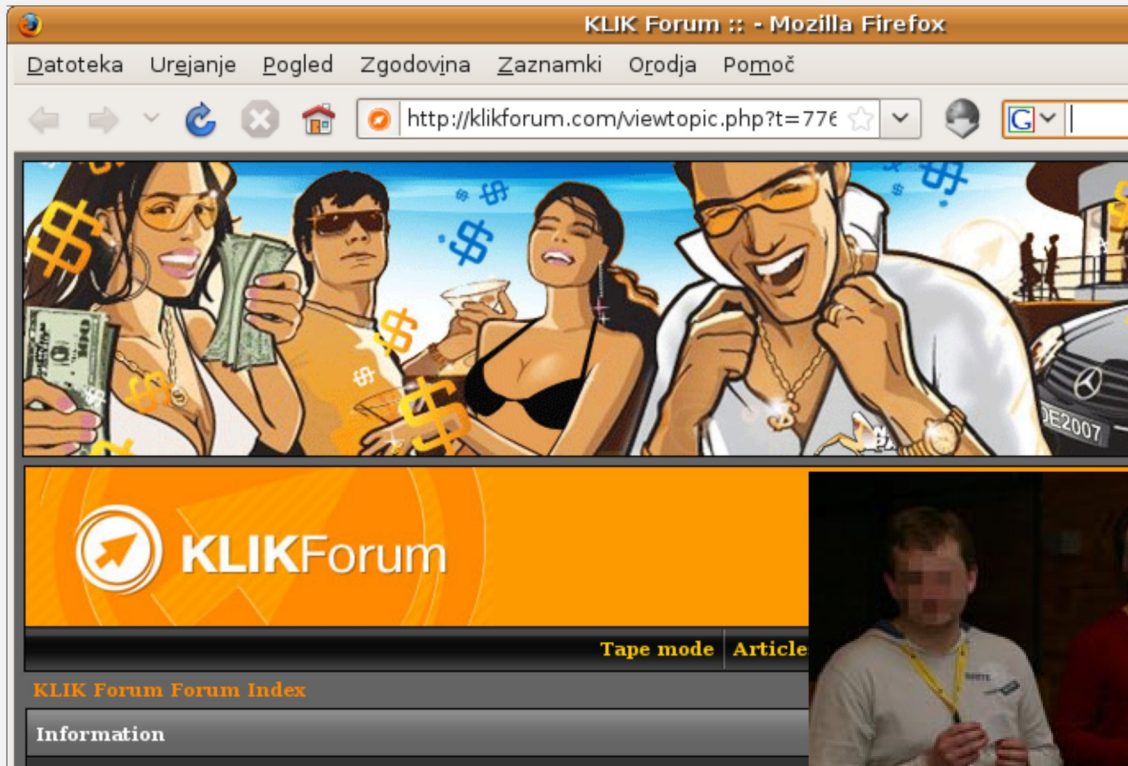 KLIK Forum :: - Mozilla Firefox
Datoteka Urejanje Pogled Zgodovina Zaznamki Orodja Pomoč
http://klikforum.com/viewtopic.php?t=776
G
DE2007
KLIKForum
Tape mode Article
KLIK Forum Forum Index
Information